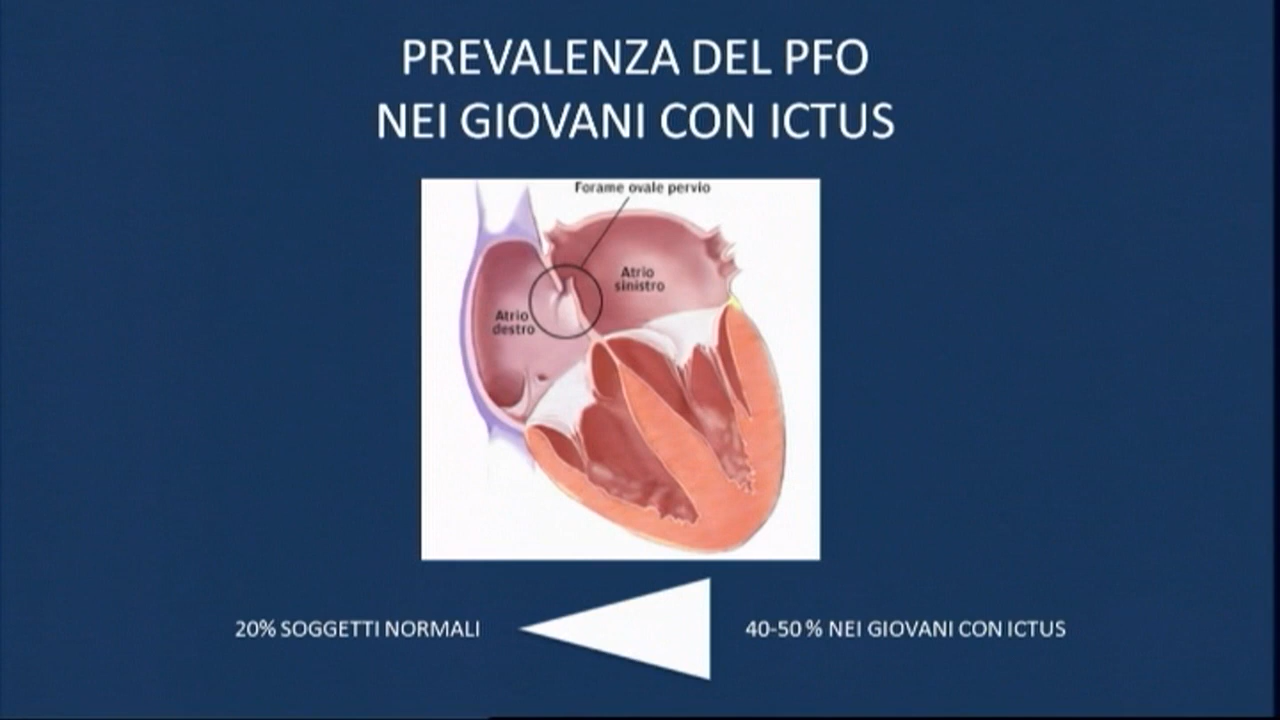 PREVALENZA DEL PFO
NEI GIOVANI CON ICTUS
Forame ovale pervio
Atrio
sinistro
Atrio
destro
20% SOGGETTI NORMALI
40-50% NEI GIOVANI CON ICTUS